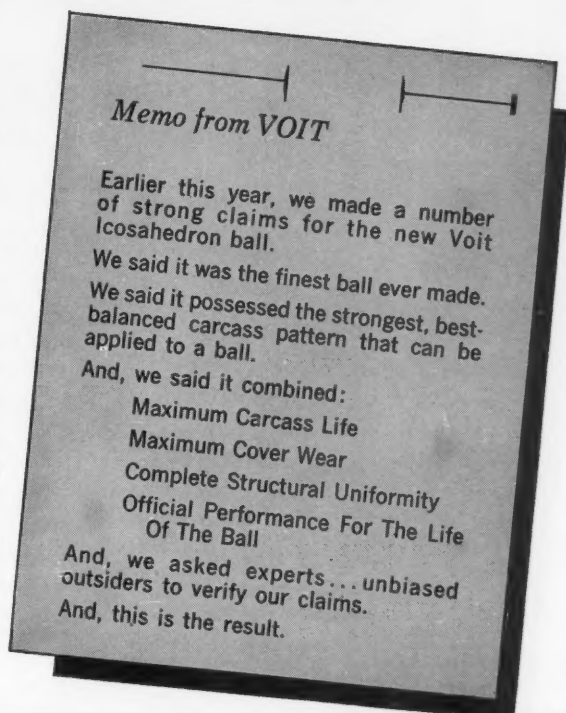 Memo from VOIT
Earlier this year, we made a number
of strong claims for the new Voit
Icosahedron ball.
We said it was the finest ball ever made.
We said it possessed the strongest, best-
balanced carcass pattern that can be
applied to a ball.
And, we said it combined:
Maximum Carcass Life
Maximum Cover Wear
Complete Structural Uniformity
Official Performance For The Life
Of The Ball
And, we asked experts...unbiased
outsiders to verify our claims.
And, this is the result.